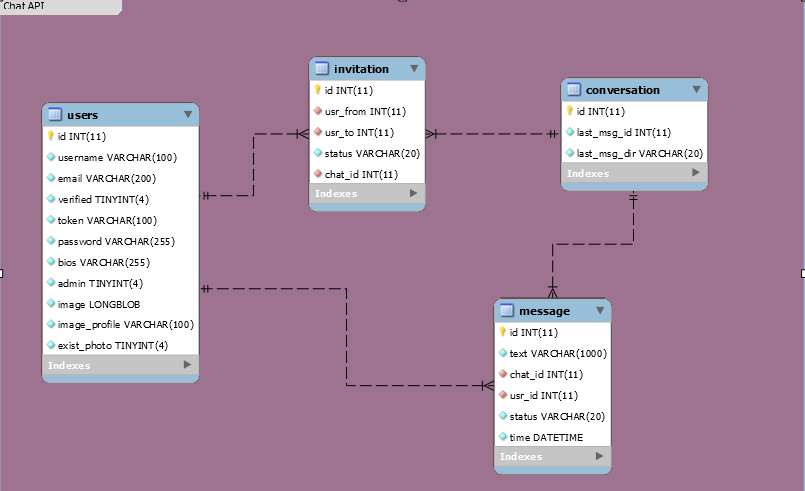 Chat API
users
id INT(11)
username VARCHAR(100)
email VARCHAR(200)
verified TINYINT(4)
token VARCHAR(100)
password VARCHAR(255)
bios VARCHAR(255)
admin TINYINT(4)
image LONGBLOB
image_profile VARCHAR(100)
exist_photo TINYINT(4)
Indexes
invitation
id INT(11)
usr_from INT(11)
usr_to INT(11)
status VARCHAR(20)
chat_id INT(11)
Indexes
conversation
id INT(11)
last_msg_id INT(11)
last_msg_dir VARCHAR(20)
Indexes
message
id INT(11)
text VARCHAR(1000)
chat_id INT(11)
usr_id INT(11)
status VARCHAR(20)
time DATETIME
Indexes